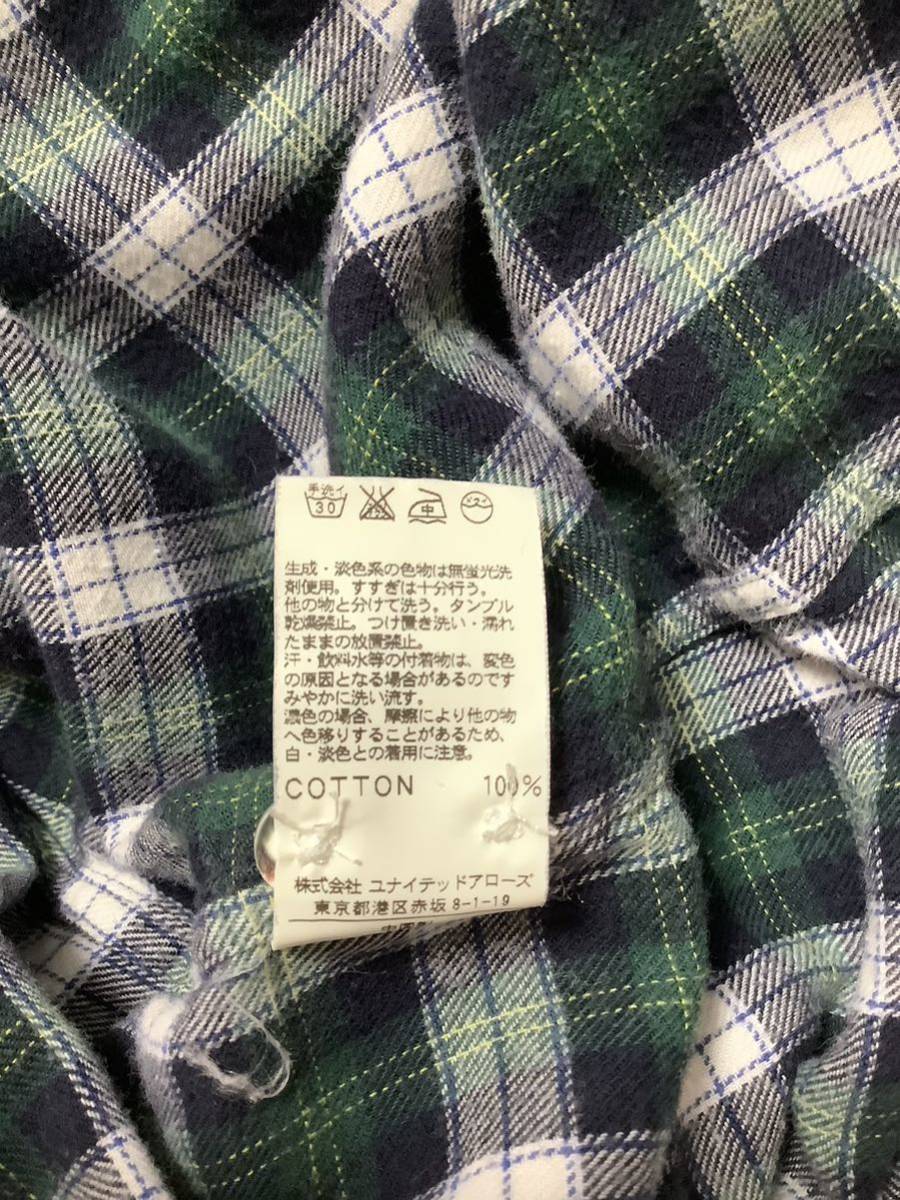 手洗イ
30 中 ドライ
生成・淡色系の色物は無蛍光洗
剤使用。すすぎは十分行う。
他の物と分けて洗う。タンブル
乾燥禁止。つけ置き洗い・濡れ
たままの放置禁止。
汗・飲料水等の付着物は、変色
の原因となる場合があるのです
みやかに洗い流す。
濃色の場合、摩擦により他の物
へ色移りすることがあるため、
白・淡色との着用に注意。
COTTON 100%
株式会社 ユナイテッドアローズ
東京都港区赤坂 8-1-19